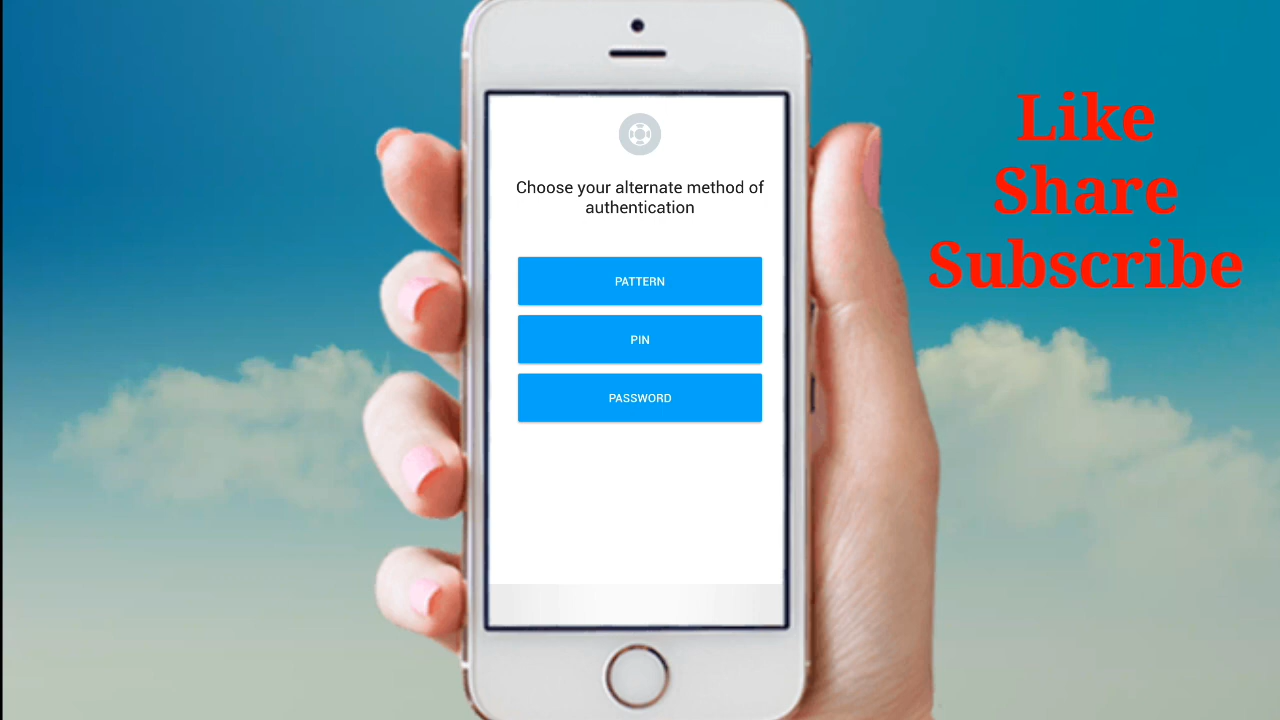 Choose your alternate method of
authentication
PATTERN
PIN
PASSWORD
Like
Share
Subscribe